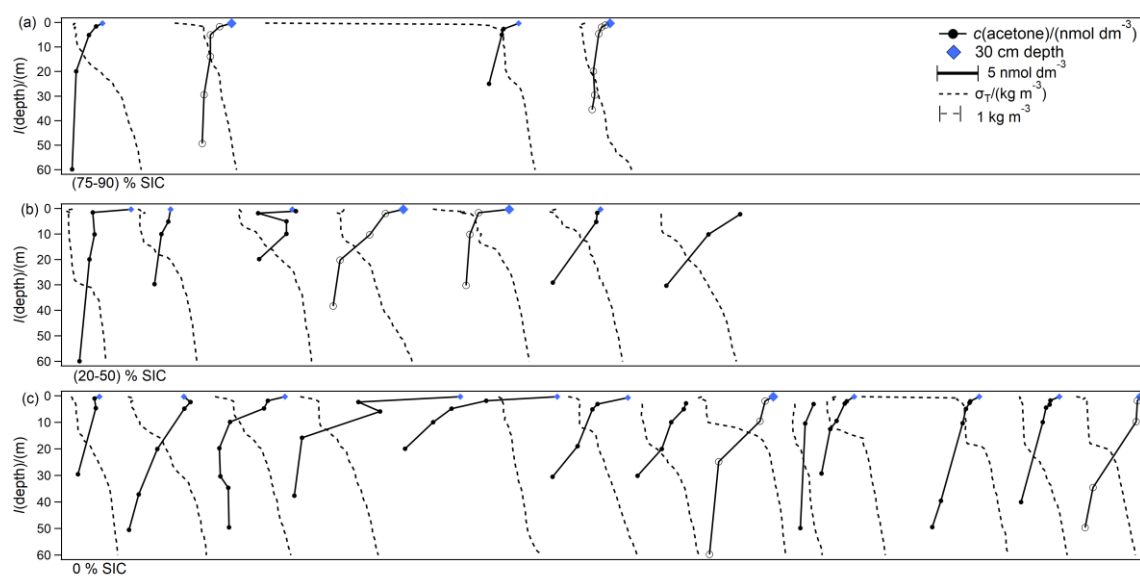 (a)
0
10
20
30
40
50
60
l/(depth)/(m)
c(acetone)/(nmol dm⁻³)
30 cm depth
5 nmol dm⁻³
σT/(kg m⁻³)
1 kg m⁻³
(75-90) % SIC
(b)
0
10
20
30
40
50
60
l/(depth)/(m)
(20-50) % SIC
(c)
0
10
20
30
40
50
60
l/(depth)/(m)
0 % SIC